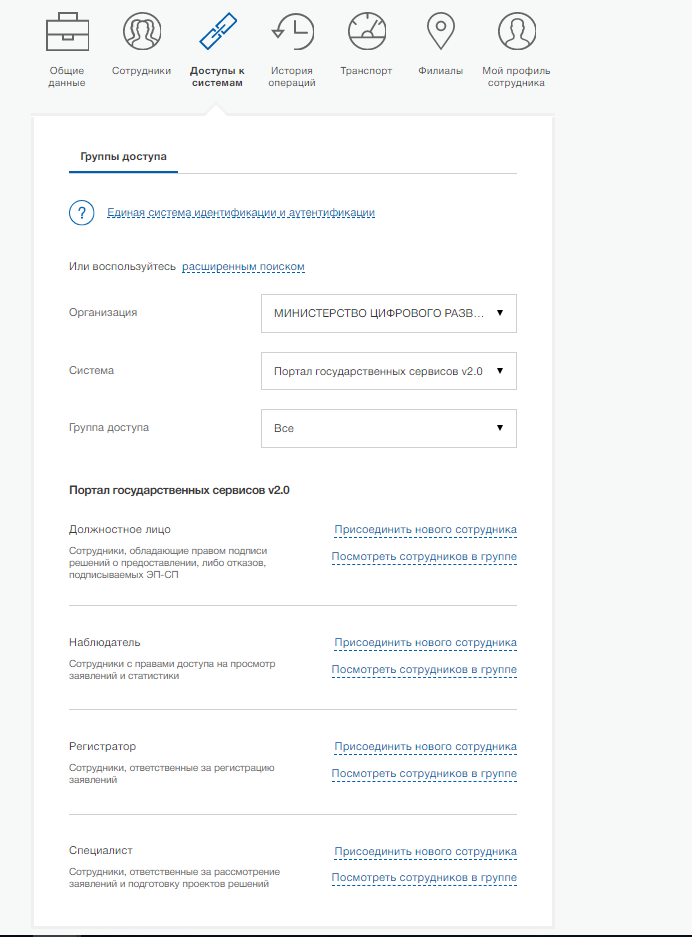 Общие
данные
Сотрудники
Доступы к
системам
История
операций
Транспорт
Филиалы
Мой профиль
сотрудника
Группы доступа
?
Единая система идентификации и аутентификации
Или воспользуйтесь расширенным поиском
Организация
МИНИСТЕРСТВО ЦИФРОВОГО РАЗВ...
Система
Портал государственных сервисов v2.0
Группа доступа
Все
Портал государственных сервисов v2.0
Должностное лицо
Присоединить нового сотрудника
Сотрудники, обладающие правом подписи
решений о предоставлении, либо отказов,
подписываемых ЭП-СП
Посмотреть сотрудников в группе
Наблюдатель
Присоединить нового сотрудника
Сотрудники с правами доступа на просмотр
заявлений и статистики
Посмотреть сотрудников в группе
Регистратор
Присоединить нового сотрудника
Сотрудники, ответственные за регистрацию
заявлений
Посмотреть сотрудников в группе
Специалист
Присоединить нового сотрудника
Сотрудники, ответственные за рассмотрение
заявлений и подготовку проектов решений
Посмотреть сотрудников в группе